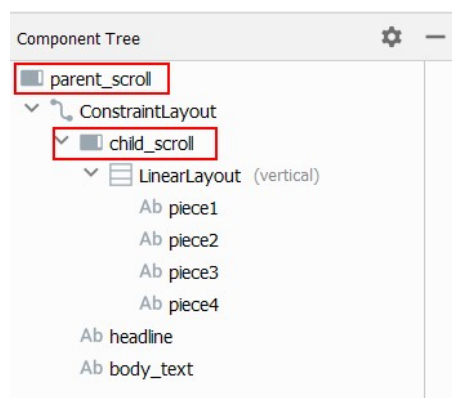 Component Tree
parent_scroll
ConstraintLayout
child_scroll
LinearLayout (vertical)
Ab piece1
Ab piece2
Ab piece3
Ab piece4
Ab headline
Ab body_text